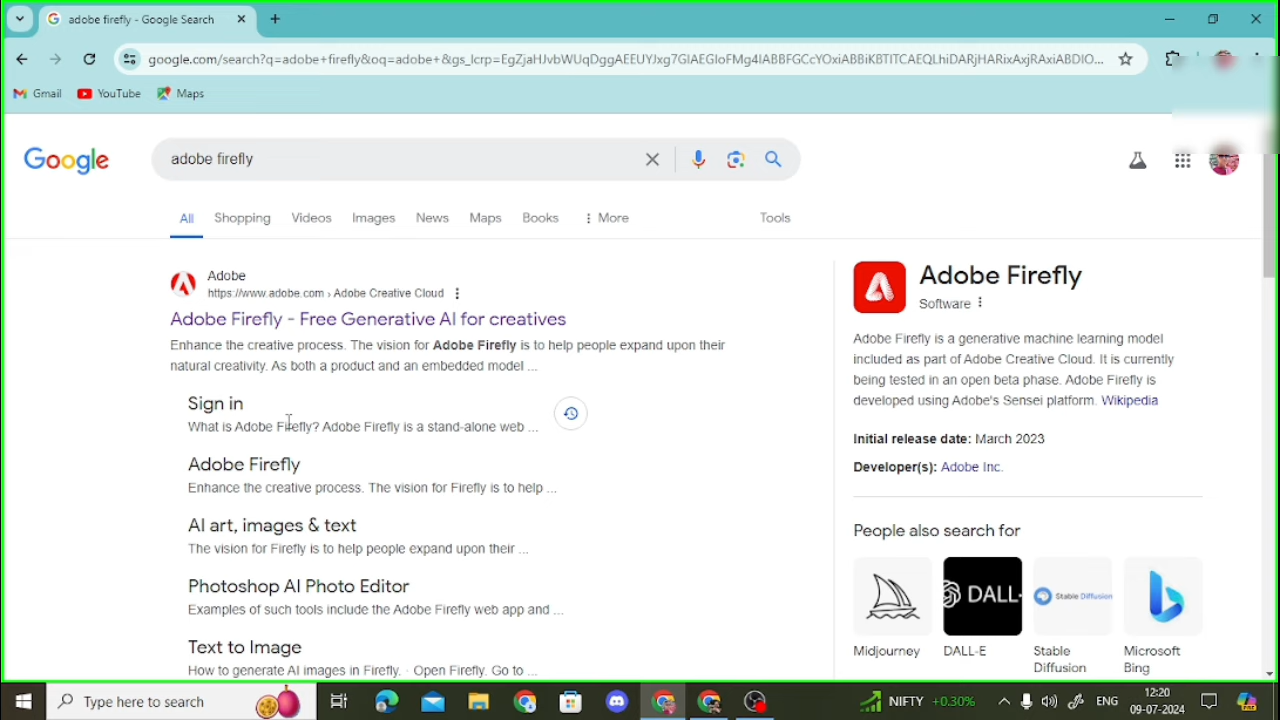 adobe firefly - Google Search
google.com/search?q=adobe+firefly&oq=adobe+&gs_lcrp=EgZjaHJvbWUqDggAEEUYJxg7GIAEGIoFMg4IABBFGCcYOxiABBiKBTITCAEQLhiDARjHARixAxjRAxiABDIO...
Gmail YouTube Maps
Google
adobe firefly
All Shopping Videos Images News Maps Books More Tools
Adobe
https://www.adobe.com › Adobe Creative Cloud
Adobe Firefly - Free Generative AI for creatives
Enhance the creative process. The vision for Adobe Firefly is to help people expand upon their
natural creativity. As both a product and an embedded model ...
Sign in
What is Adobe Firefly? Adobe Firefly is a stand-alone web ...
Adobe Firefly
Enhance the creative process. The vision for Firefly is to help ...
AI art, images & text
The vision for Firefly is to help people expand upon their ...
Photoshop AI Photo Editor
Examples of such tools include the Adobe Firefly web app and ...
Text to Image
How to generate AI images in Firefly. · Open Firefly. Go to ...
Adobe Firefly
Software
Adobe Firefly is a generative machine learning model
included as part of Adobe Creative Cloud. It is currently
being tested in an open beta phase. Adobe Firefly is
developed using Adobe's Sensei platform. Wikipedia
Initial release date: March 2023
Developer(s): Adobe Inc.
People also search for
DALL-
Stable Diffusion
Midjourney
DALL-E
Stable
Diffusion
Microsoft
Bing
Type here to search
NIFTY +0.30%
ENG
12:20
09-07-2024